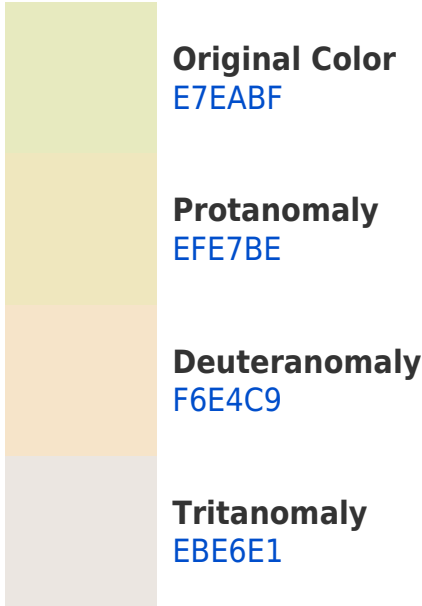 Original Color
E7EABF
Protanomaly
EFE7BE
Deuteranomaly
F6E4C9
Tritanomaly
EBE6E1